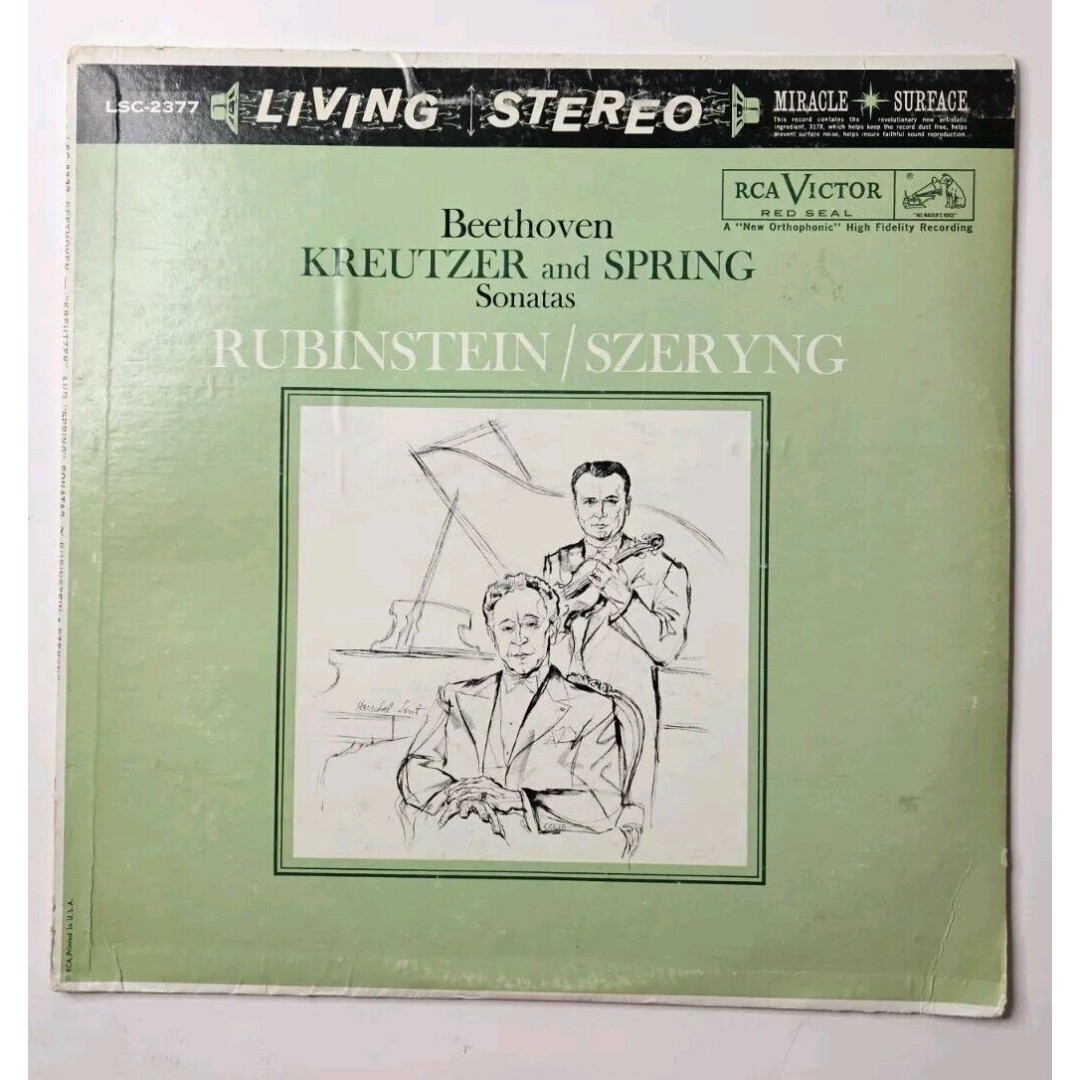 LSC-2377
LIVING STEREO
MIRACLE SURFACE
This record contains the revolutionary new antistatic
ingredient, 317X, which helps keep the record dust free, helps
prevent surface noise, helps insure faithful sound reproduction.
RCA VICTOR
RED SEAL
®
"HIS MASTER'S VOICE"
A "New Orthophonic" High Fidelity Recording
Beethoven
KREUTZER and SPRING
Sonatas
RUBINSTEIN / SZERYNG
Herschel
© RCA, Printed in U.S.A.